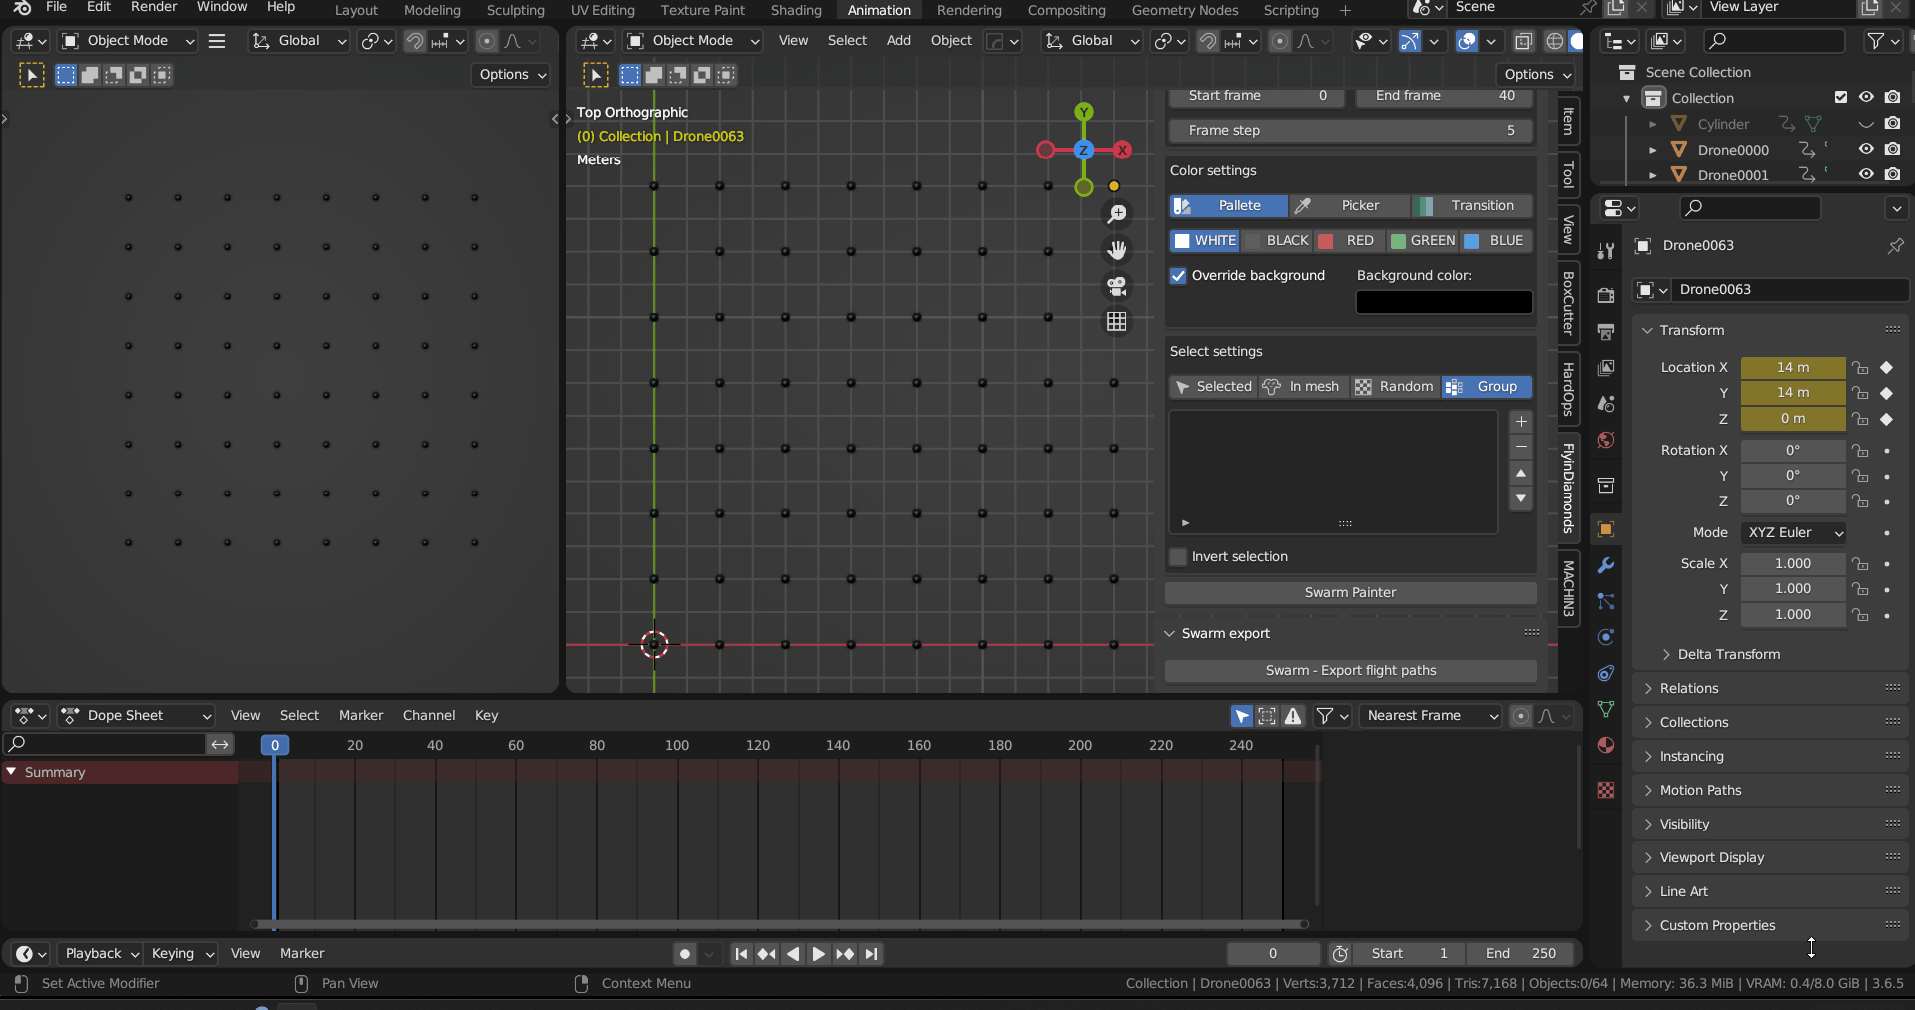 File Edit Render Window Help Layout Modeling Sculpting UV Editing Texture Paint Shading Animation Rendering Compositing Geometry Nodes Scripting + Scene View Layer
Object Mode Global
Object Mode View Select Add Object Global
Options
Options
Top Orthographic
(0) Collection | Drone0063
Meters
Y
X
Z
Start frame 0 End frame 40
Frame step 5
Color settings
Pallete Picker Transition
WHITE BLACK RED GREEN BLUE
Override background Background color:
Select settings
Selected In mesh Random Group
Invert selection
Swarm Painter
Swarm export
Swarm - Export flight paths
Item
Tool
View
BoxCutter
HardOps
FlyinDiamonds
MACHIN3
Scene Collection
Collection
Cylinder
Drone0000
Drone0001
Drone0063
Drone0063
Transform
Location X 14 m
Y 14 m
Z 0 m
Rotation X 0°
Y 0°
Z 0°
Mode XYZ Euler
Scale X 1.000
Y 1.000
Z 1.000
Delta Transform
Relations
Collections
Instancing
Motion Paths
Visibility
Viewport Display
Line Art
Custom Properties
Dope Sheet View Select Marker Channel Key Nearest Frame
0 20 40 60 80 100 120 140 160 180 200 220 240
Summary
Playback Keying View Marker 0 Start 1 End 250
Set Active Modifier Pan View Context Menu Collection | Drone0063 | Verts:3,712 | Faces:4,096 | Tris:7,168 | Objects:0/64 | Memory: 36.3 MiB | VRAM: 0.4/8.0 GiB | 3.6.5